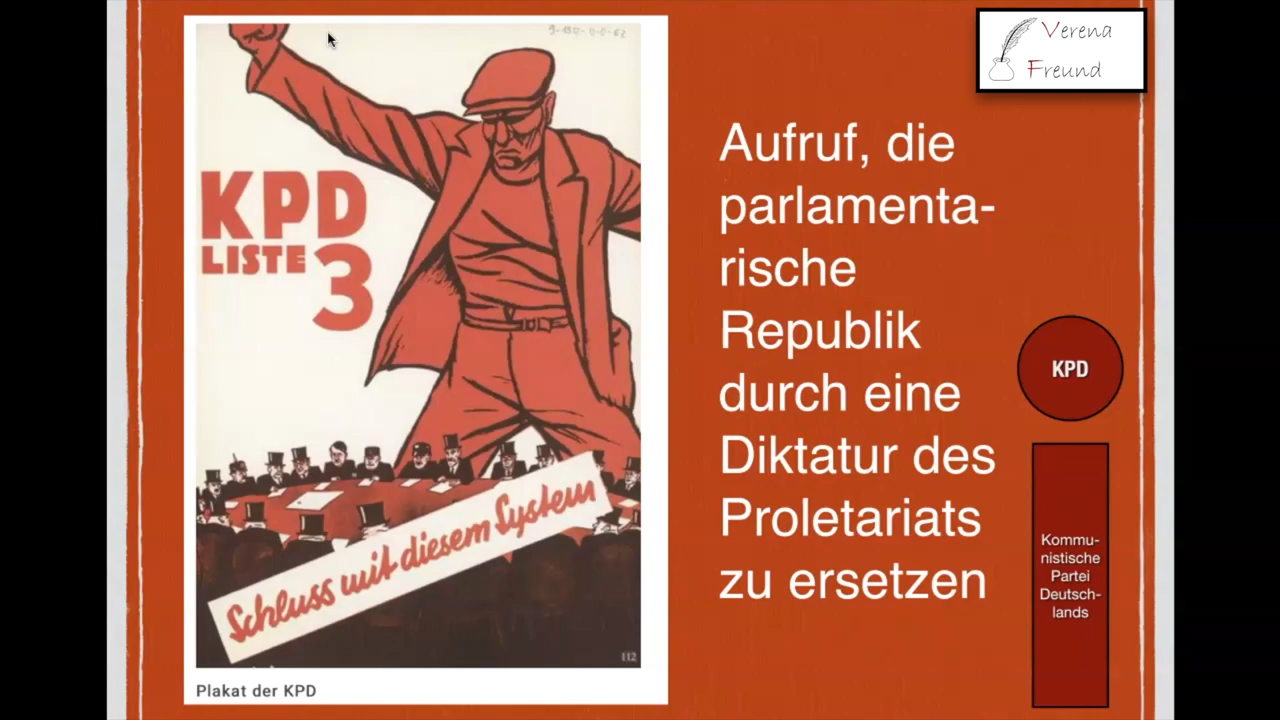 Verena
Freund
KPD
LISTE 3
Schluss mit diesem System
112
Plakat der KPD
Aufruf, die
parlamenta-
rische
Republik
durch eine
Diktatur des
Proletariats
zu ersetzen
KPD
Kommu-
nistische
Partei
Deutsch-
lands